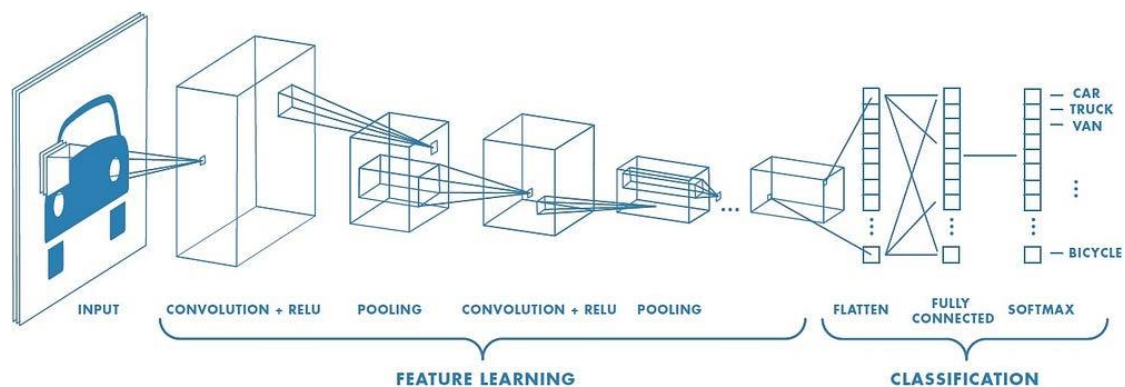 CAR
TRUCK
VAN
BICYCLE
INPUT
CONVOLUTION + RELU
POOLING
CONVOLUTION + RELU
POOLING
FLATTEN
FULLY
CONNECTED
SOFTMAX
FEATURE LEARNING
CLASSIFICATION